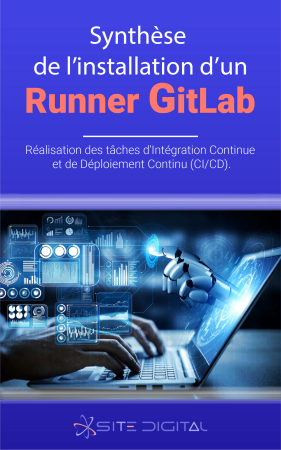 Synthèse
de l'installation d'un
Runner GitLab
Réalisation des tâches d'Intégration Continue
et de Déploiement Continu (CI/CD).
SITE DIGITAL